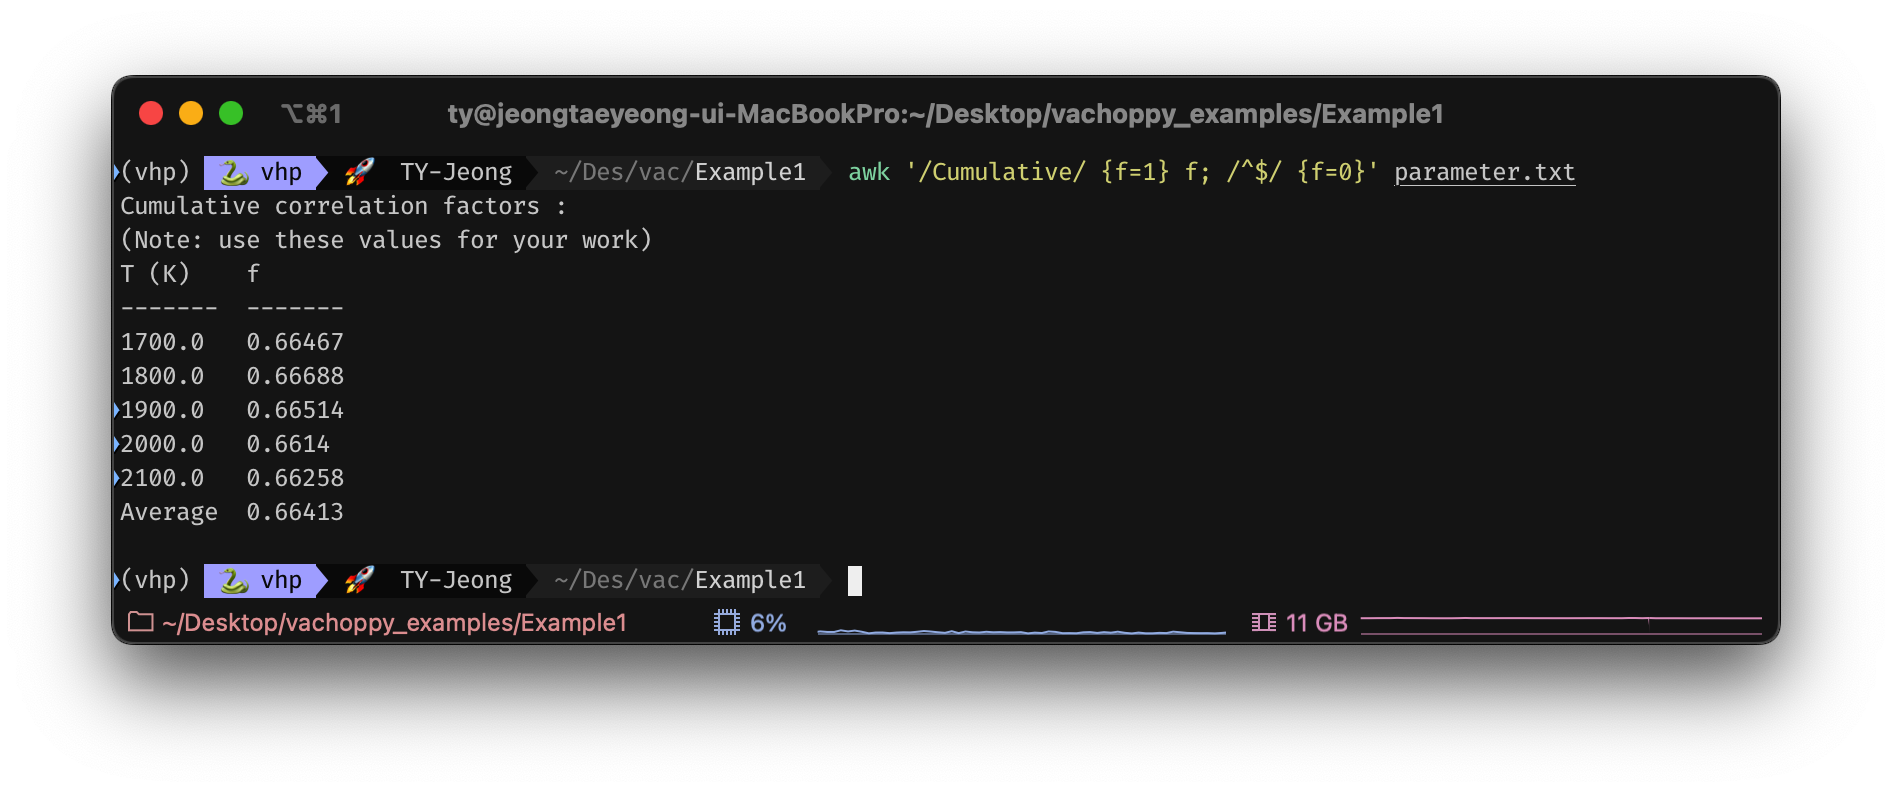 ⌥⌘1 ty@jeongtaeyeong-ui-MacBookPro:~/Desktop/vachoppy_examples/Example1
(vhp) 🐍 vhp 🚀 TY-Jeong ~/Des/vac/Example1 awk '/Cumulative/ {f=1} f; /^$/ {f=0}' parameter.txt
Cumulative correlation factors :
(Note: use these values for your work)
T (K) f
------- -------
1700.0 0.66467
1800.0 0.66688
1900.0 0.66514
2000.0 0.6614
2100.0 0.66258
Average 0.66413
(vhp) 🐍 vhp 🚀 TY-Jeong ~/Des/vac/Example1
~/Desktop/vachoppy_examples/Example1 6% 11 GB